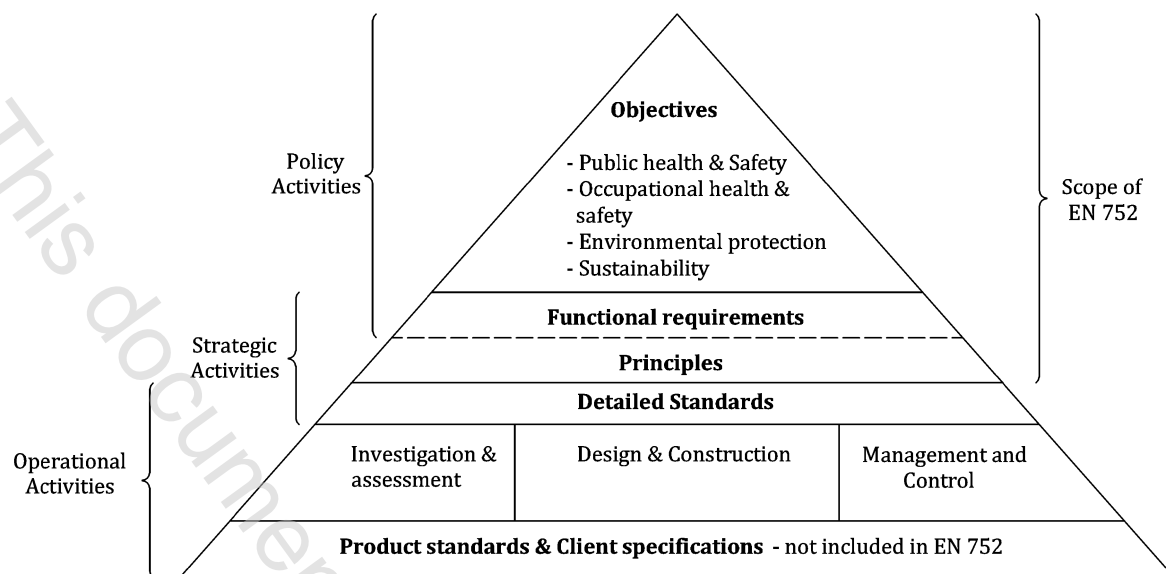 Objectives
- Public health & Safety
- Occupational health &
safety
- Environmental protection
- Sustainability
Policy
Activities
Scope of
EN 752
Functional requirements
Strategic
Activities
Principles
Detailed Standards
Operational
Activities
Investigation &
assessment
Design & Construction
Management and
Control
Product standards & Client specifications - not included in EN 752
This documen